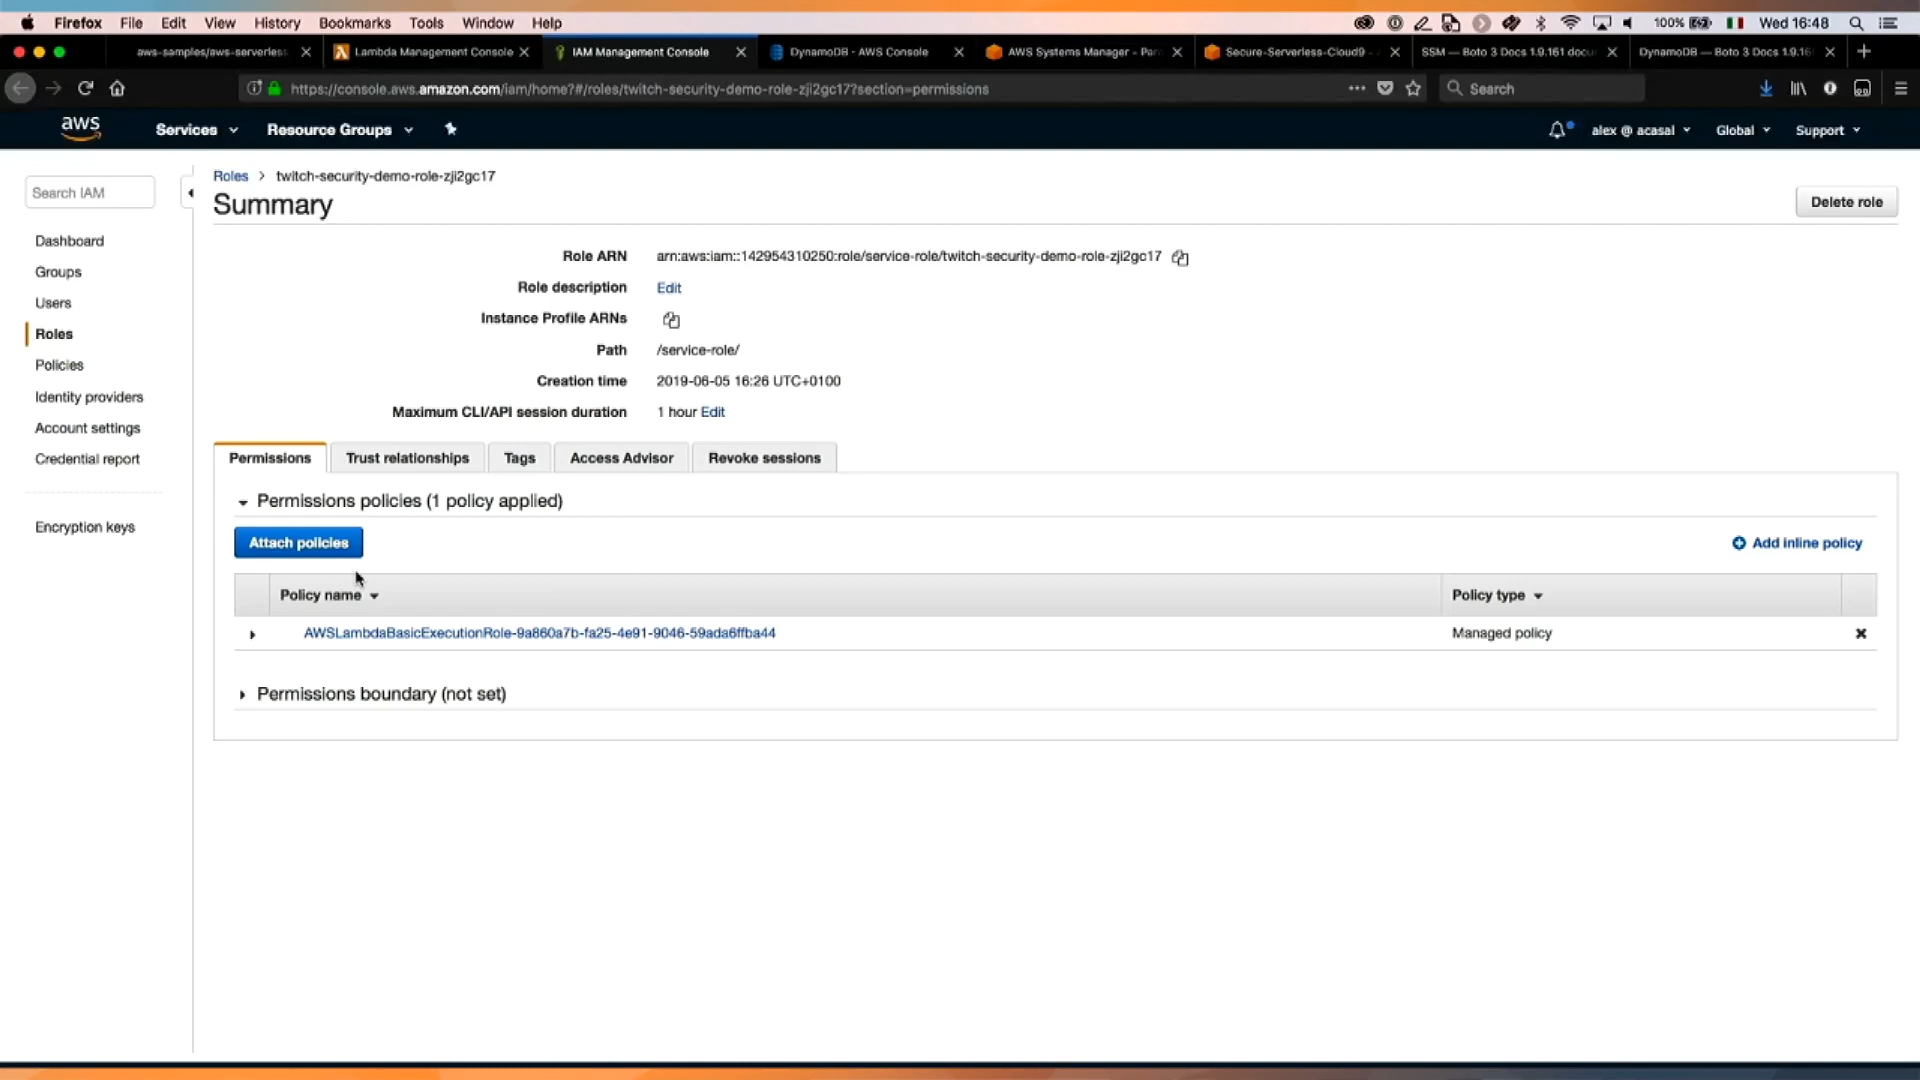 Firefox File Edit View History Bookmarks Tools Window Help 100% Wed 16:48
aws-samples/aws-serverless Lambda Management Console IAM Management Console DynamoDB - AWS Console AWS Systems Manager - Par Secure-Serverless-Cloud9 - SSM — Boto 3 Docs 1.9.161 docu DynamoDB — Boto 3 Docs 1.9.16
https://console.aws.amazon.com/iam/home?#/roles/twitch-security-demo-role-zji2gc17?section=permissions Search
aws Services Resource Groups alex @ acasal Global Support
Search IAM
Dashboard
Groups
Users
Roles
Policies
Identity providers
Account settings
Credential report
Encryption keys
Roles > twitch-security-demo-role-zji2gc17
Summary
Delete role
Role ARN arn:aws:iam::142954310250:role/service-role/twitch-security-demo-role-zji2gc17
Role description Edit
Instance Profile ARNs
Path /service-role/
Creation time 2019-06-05 16:26 UTC+0100
Maximum CLI/API session duration 1 hour Edit
Permissions Trust relationships Tags Access Advisor Revoke sessions
Permissions policies (1 policy applied)
Attach policies
Add inline policy
Policy name Policy type
AWSLambdaBasicExecutionRole-9a860a7b-fa25-4e91-9046-59ada6ffba44 Managed policy
Permissions boundary (not set)